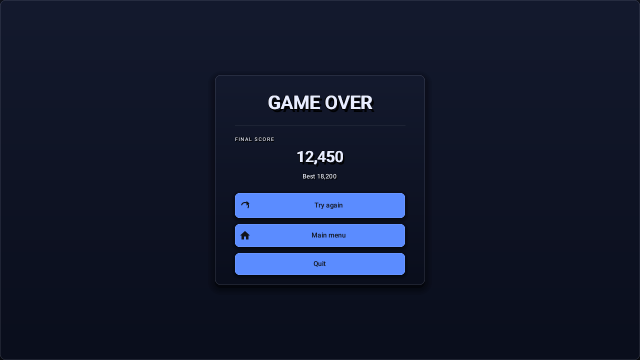 GAME OVER
FINAL SCORE
12,450
Best 18,200
Try again
Main menu
Quit